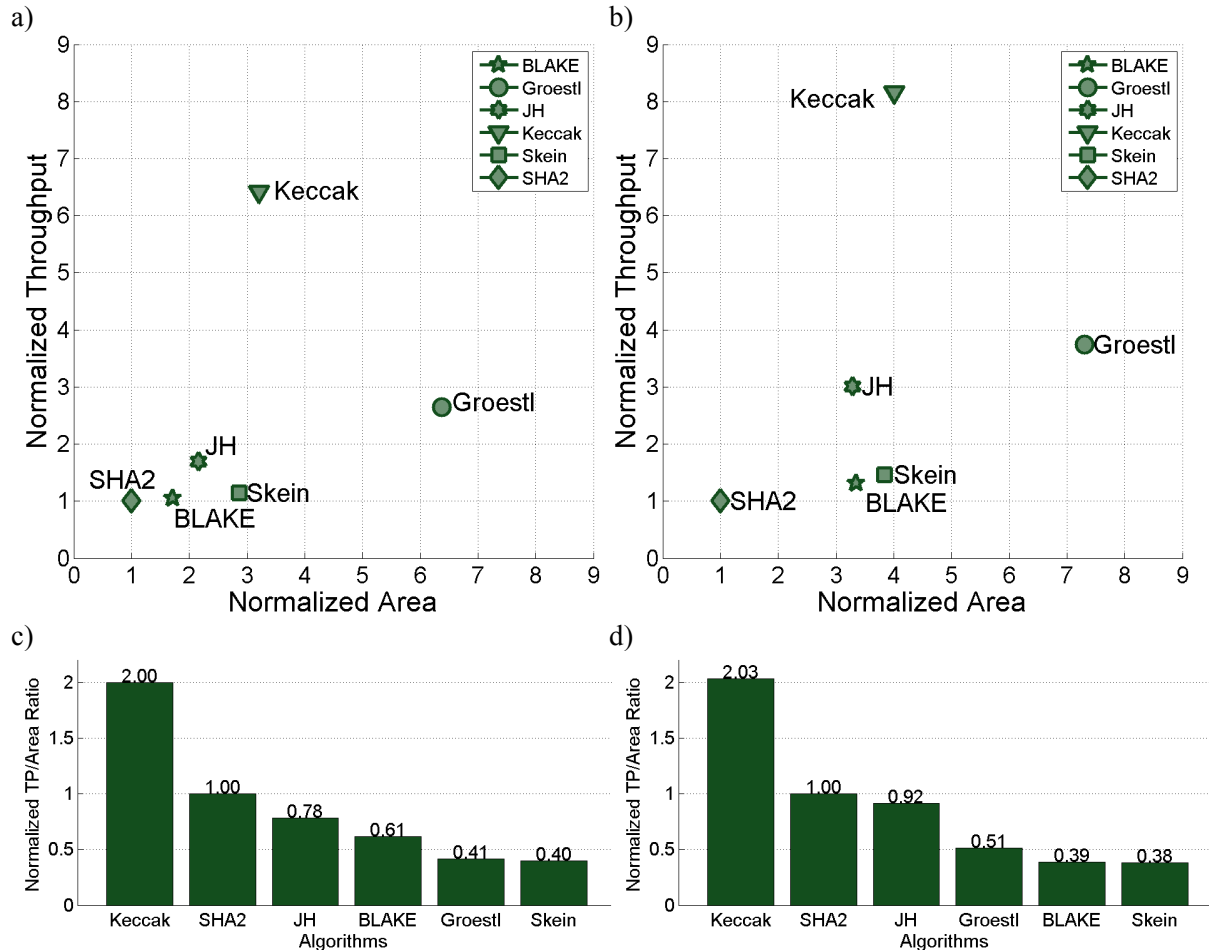 a)
Normalized Throughput
9
8
7
6
5
4
3
2
1
0
BLAKE
Groestl
JH
Keccak
Skein
SHA2
Keccak
Groestl
JH
SHA2
Skein
BLAKE
0 1 2 3 4 5 6 7 8 9
Normalized Area
b)
Normalized Throughput
9
8
7
6
5
4
3
2
1
0
BLAKE
Groestl
JH
Keccak
Skein
SHA2
Keccak
Groestl
JH
Skein
SHA2
BLAKE
0 1 2 3 4 5 6 7 8 9
Normalized Area
c)
Normalized TP/Area Ratio
2
1.5
1
0.5
0
2.00
1.00
0.78
0.61
0.41
0.40
Keccak SHA2 JH BLAKE Groestl Skein
Algorithms
d)
Normalized TP/Area Ratio
2
1.5
1
0.5
0
2.03
1.00
0.92
0.51
0.39
0.38
Keccak SHA2 JH Groestl BLAKE Skein
Algorithms